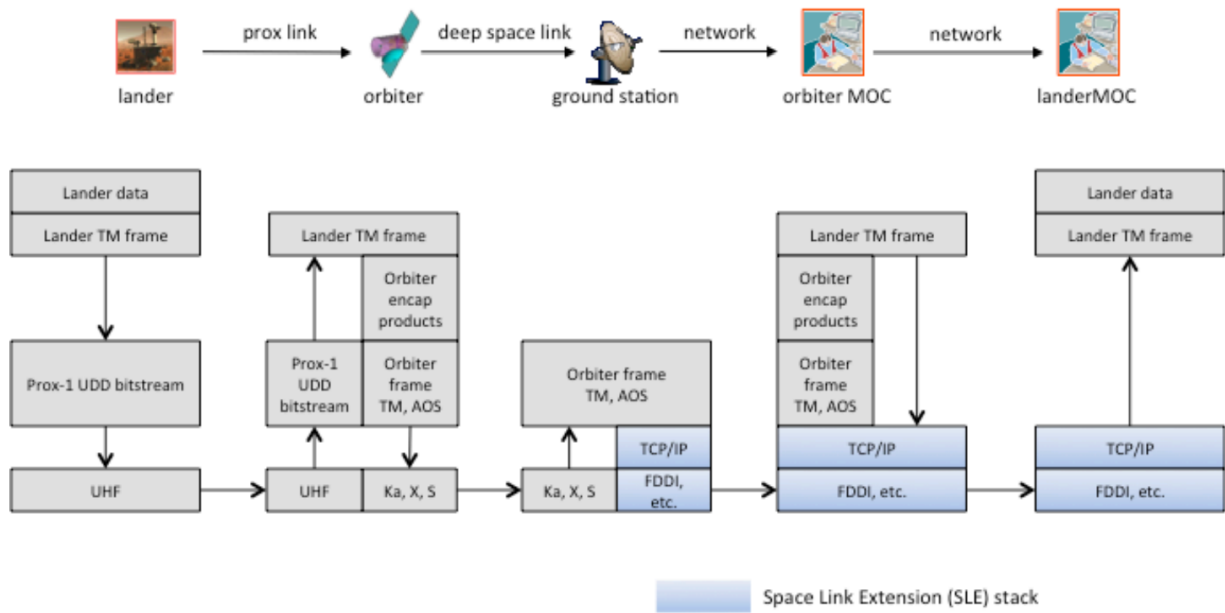 prox link
deep space link
network
network
lander
orbiter
ground station
orbiter MOC
landerMOC
Lander data
Lander TM frame
Prox-1 UDD bitstream
UHF
Lander TM frame
Orbiter
encap
products
Prox-1
UDD
bitstream
Orbiter
frame
TM, AOS
UHF
Ka, X, S
Orbiter frame
TM, AOS
TCP/IP
Ka, X, S
FDDI,
etc.
Lander TM frame
Orbiter
encap
products
Orbiter
frame
TM, AOS
TCP/IP
FDDI, etc.
Lander data
Lander TM frame
TCP/IP
FDDI, etc.
Space Link Extension (SLE) stack